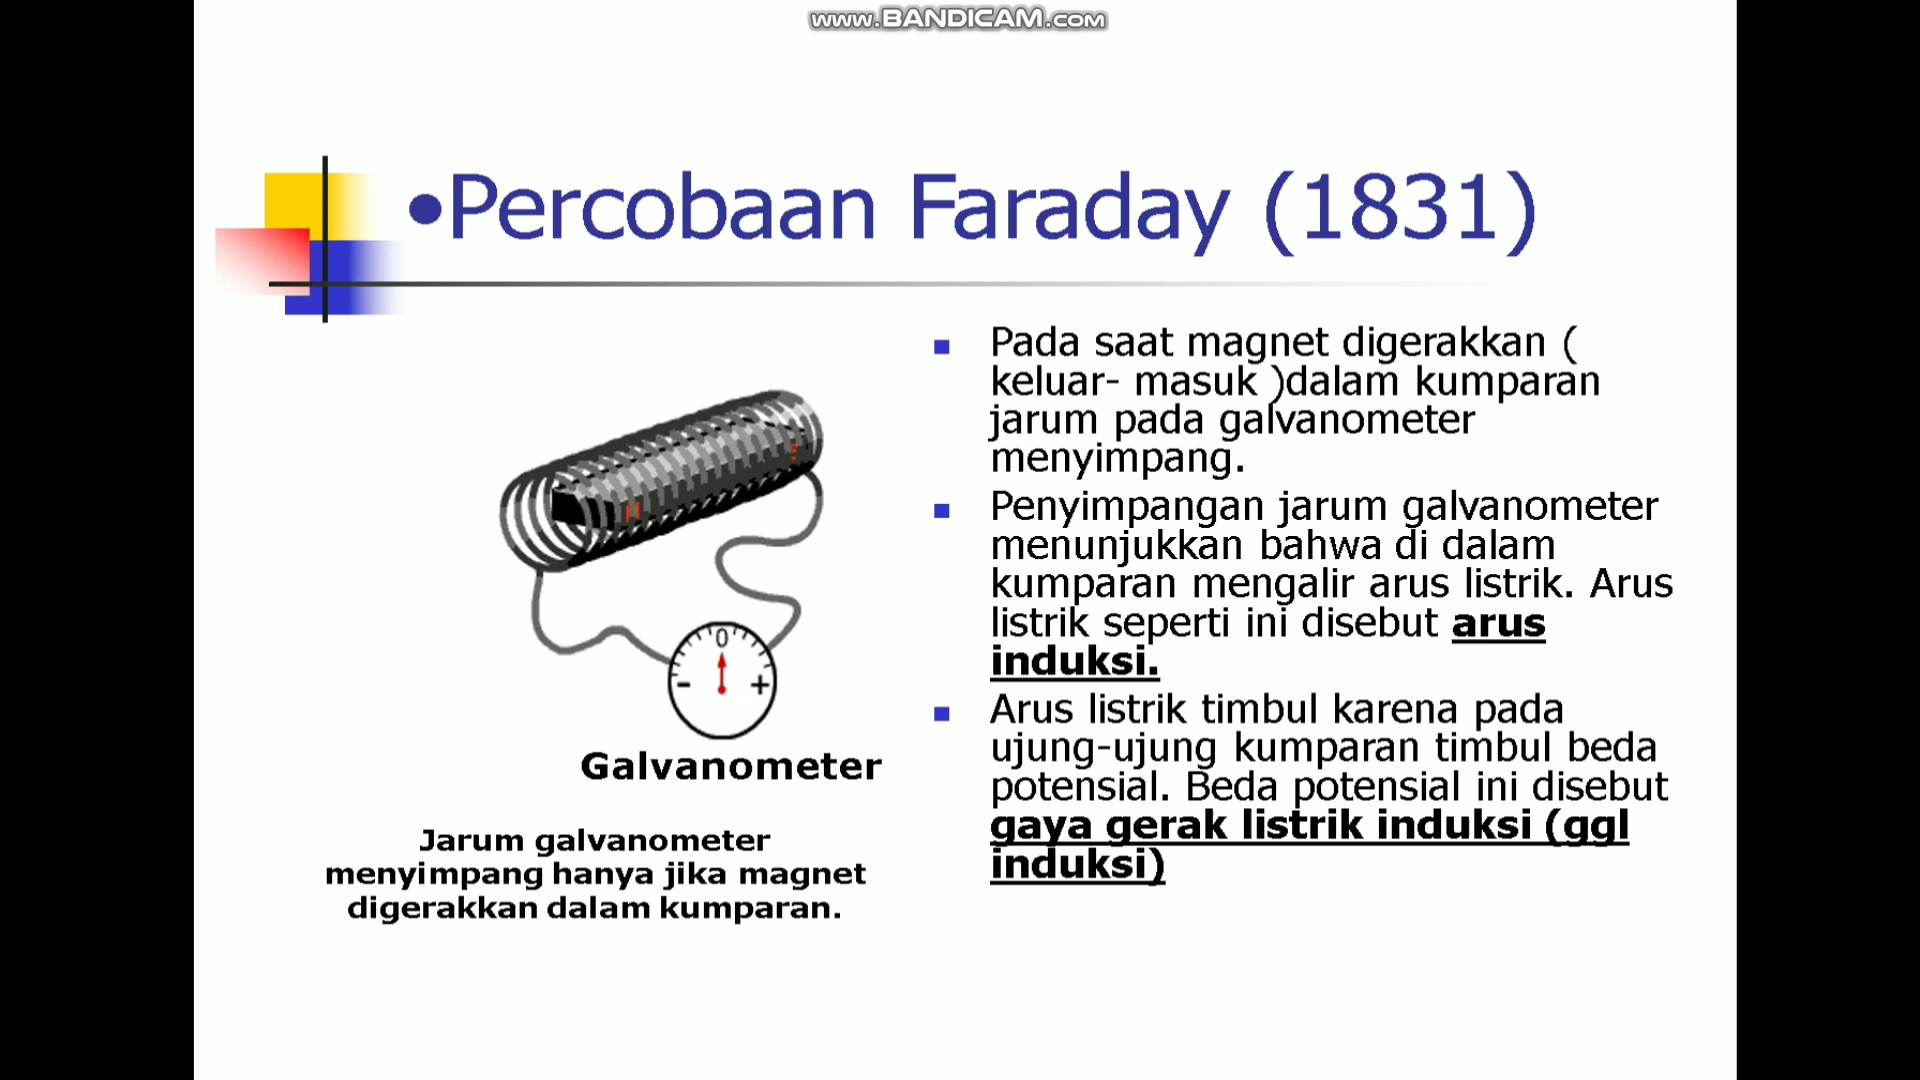 www.BANDICAM.com
•Percobaan Faraday (1831)
0
- +
Galvanometer
Jarum galvanometer
menyimpang hanya jika magnet
digerakkan dalam kumparan.
Pada saat magnet digerakkan (
keluar- masuk )dalam kumparan
jarum pada galvanometer
menyimpang.
Penyimpangan jarum galvanometer
menunjukkan bahwa di dalam
kumparan mengalir arus listrik. Arus
listrik seperti ini disebut arus
induksi.
Arus listrik timbul karena pada
ujung-ujung kumparan timbul beda
potensial. Beda potensial ini disebut
gaya gerak listrik induksi (ggl
induksi)